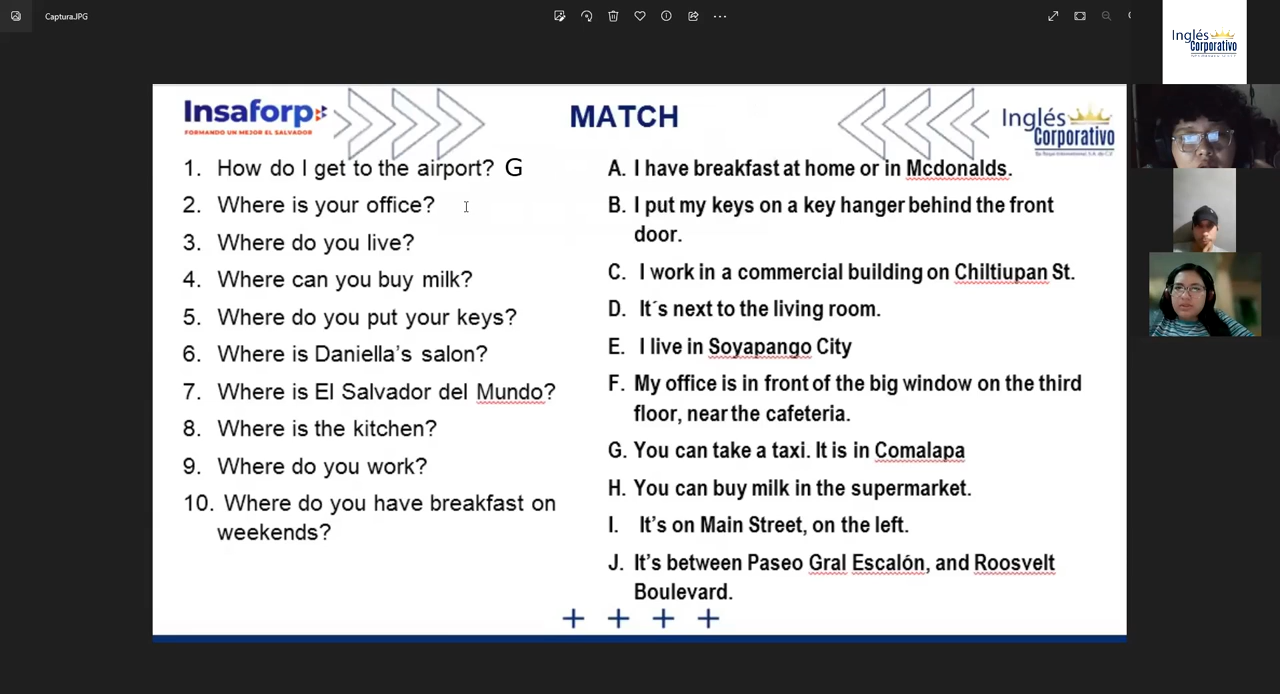 Captura.JPG
Inglés
Corporativo
Insaforp
FORMANDO UN MEJOR EL SALVADOR
MATCH
Inglés
Corporativo
1. How do I get to the airport? G
2. Where is your office?
3. Where do you live?
4. Where can you buy milk?
5. Where do you put your keys?
6. Where is Daniella's salon?
7. Where is El Salvador del Mundo?
8. Where is the kitchen?
9. Where do you work?
10. Where do you have breakfast on
weekends?
A. I have breakfast at home or in Mcdonalds.
B. I put my keys on a key hanger behind the front
door.
C. I work in a commercial building on Chiltiupan St.
D. It´s next to the living room.
E. I live in Soyapango City
F. My office is in front of the big window on the third
floor, near the cafeteria.
G. You can take a taxi. It is in Comalapa
H. You can buy milk in the supermarket.
I. It's on Main Street, on the left.
J. It's between Paseo Gral Escalón, and Roosvelt
Boulevard.